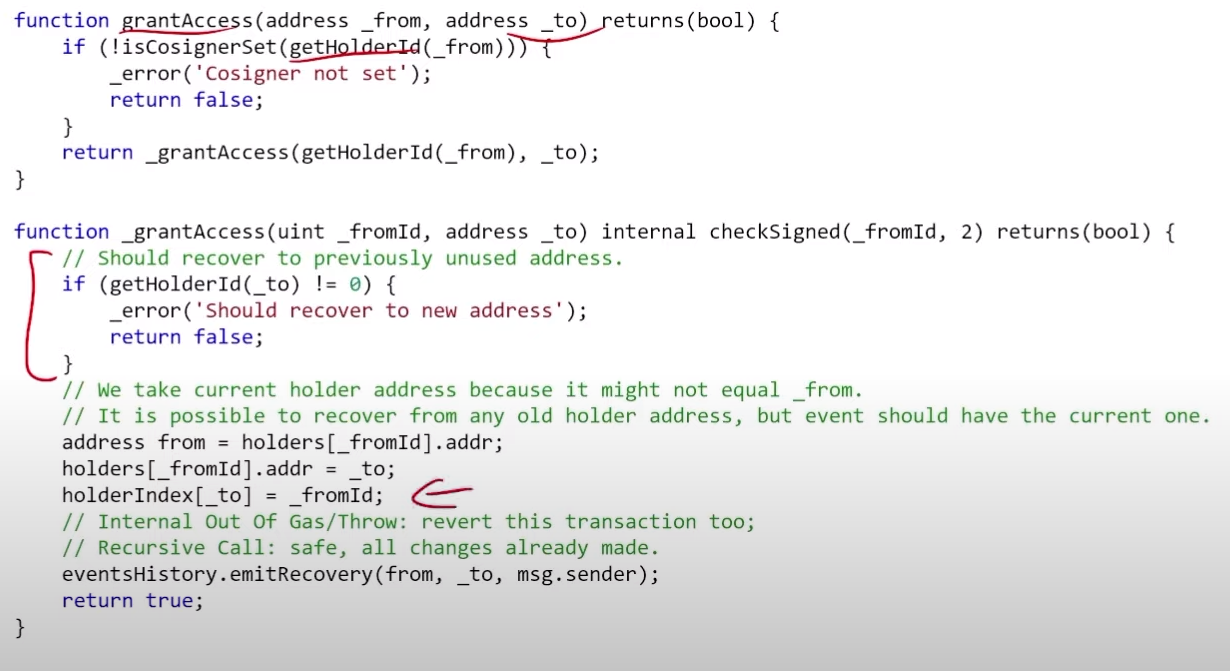 function grantAccess(address _from, address _to) returns(bool) {
if (!isCosignerSet(getHolderId(_from))) {
_error('Cosigner not set');
return false;
}
return _grantAccess(getHolderId(_from), _to);
}
function _grantAccess(uint _fromId, address _to) internal checkSigned(_fromId, 2) returns(bool) {
// Should recover to previously unused address.
if (getHolderId(_to) != 0) {
_error('Should recover to new address');
return false;
}
// We take current holder address because it might not equal _from.
// It is possible to recover from any old holder address, but event should have the current one.
address from = holders[_fromId].addr;
holders[_fromId].addr = _to;
holderIndex[_to] = _fromId;
// Internal Out Of Gas/Throw: revert this transaction too;
// Recursive Call: safe, all changes already made.
eventsHistory.emitRecovery(from, _to, msg.sender);
return true;
}